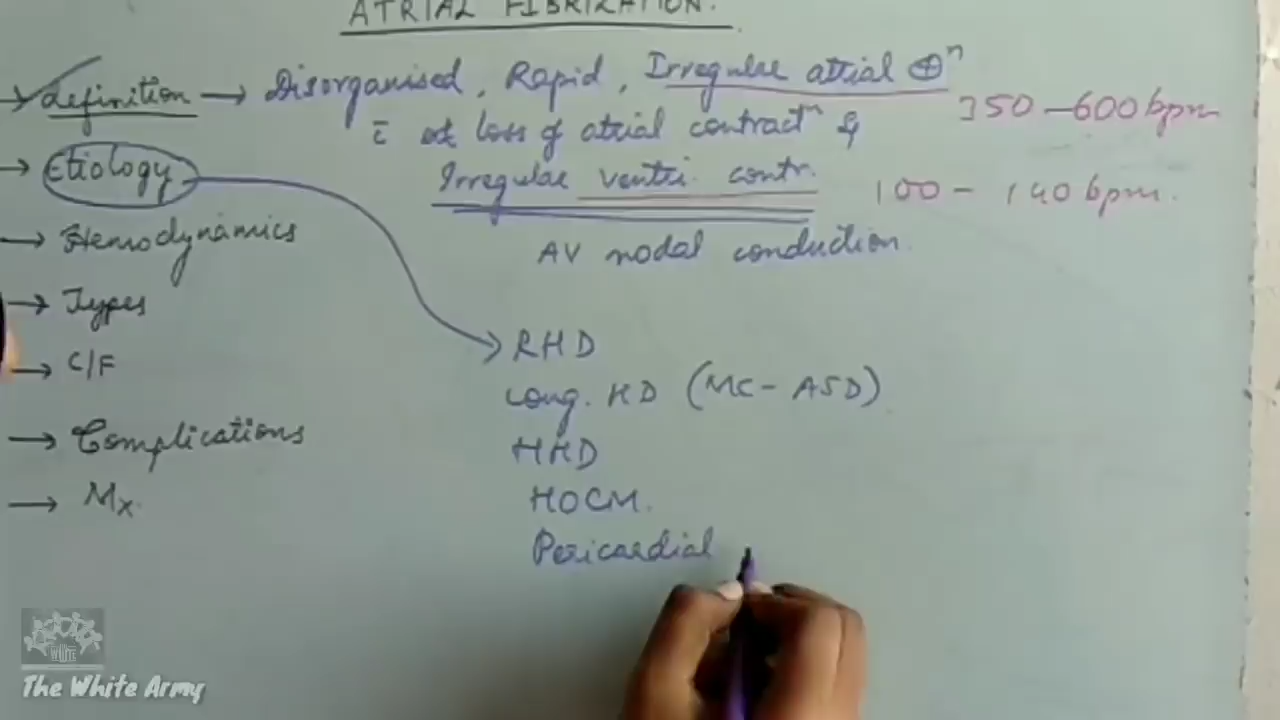 ATRIAL FIBRIZATION.
→ definition → Disorganised, Rapid, Irregular atrial ⊕ⁿ
350 – 600 bpm
c̄ loss of atrial contractⁿ &
Irregular ventri. contr.
100 – 140 bpm.
AV nodal conduction.
→ Etiology
→ Hemodynamics
→ Types
→ C/F
→ Complications
→ Mx.
RHD
Cong. HD (MC - ASD)
HHD
HOCM.
Pericardial
The White Army